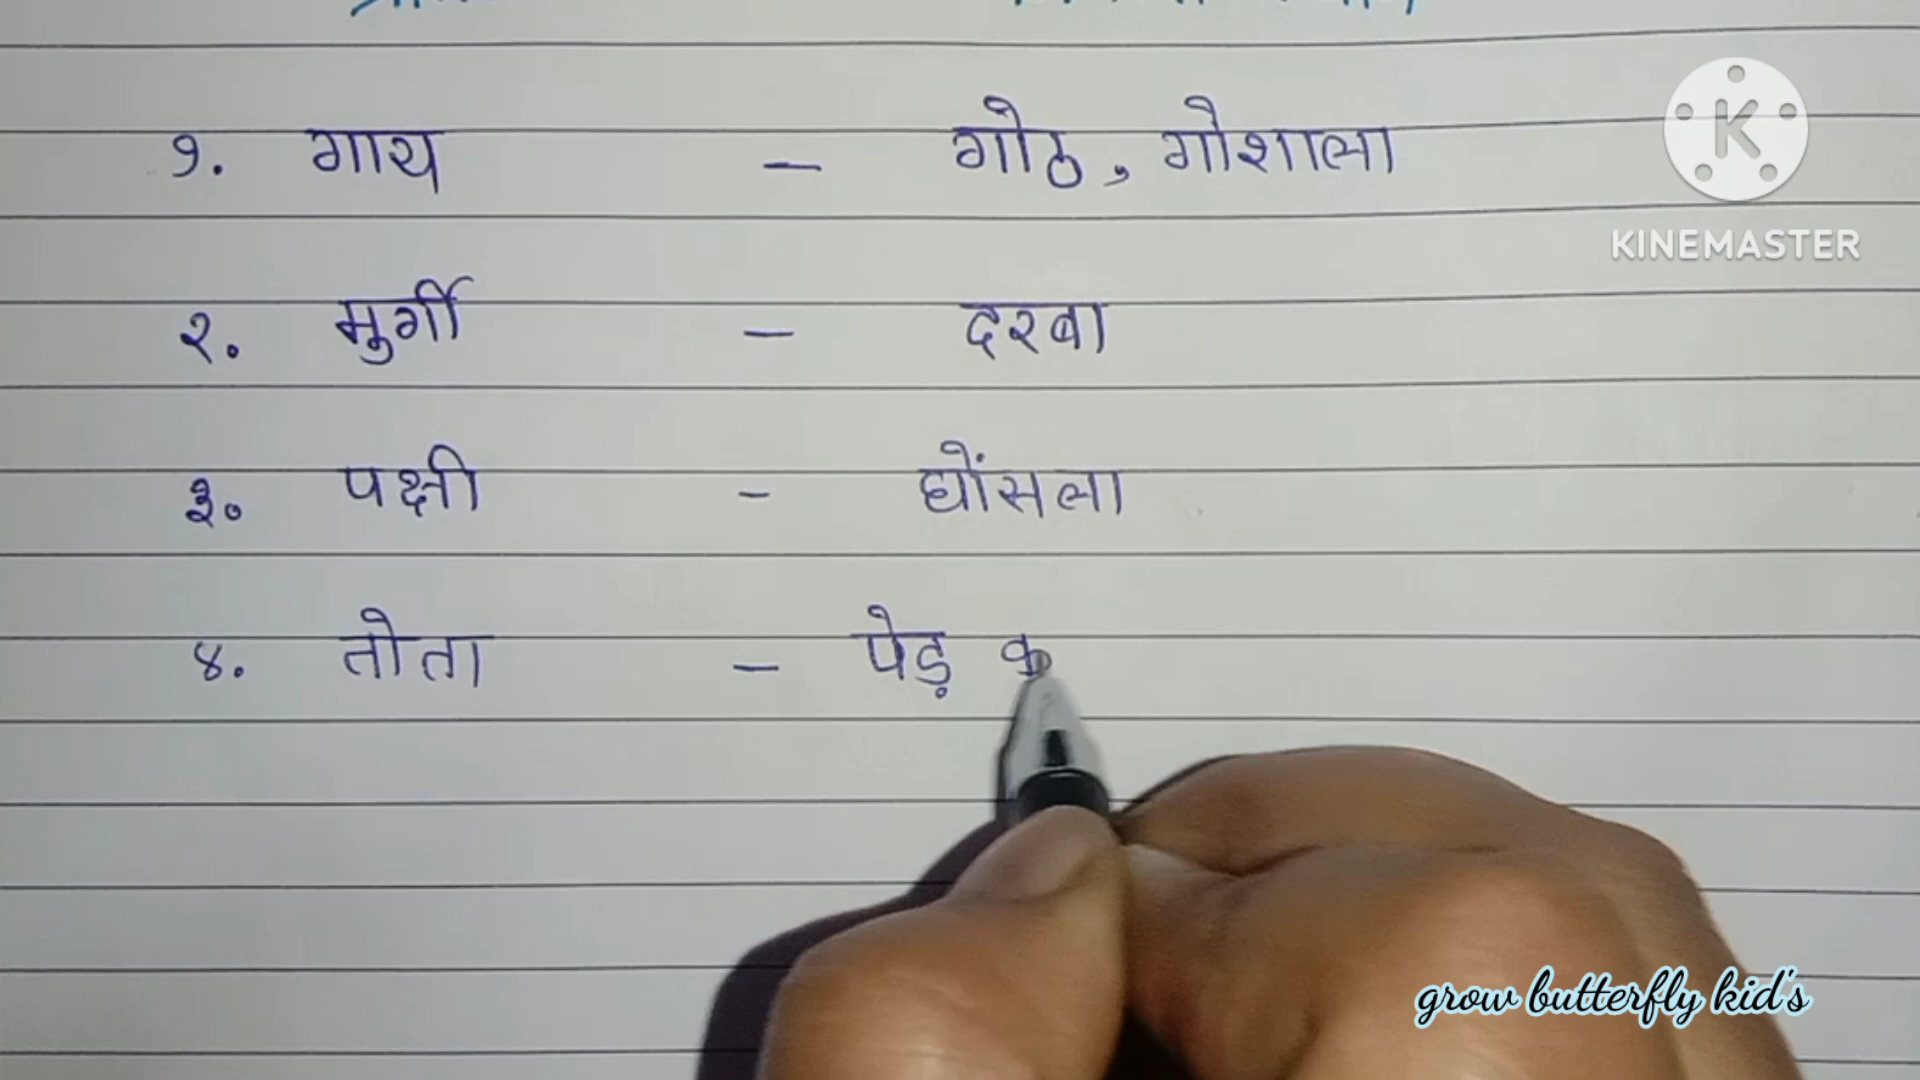 १. गाय – गोठ, गोशाला
KINEMASTER
२. मुर्गी – दरबा
३. पक्षी – घोंसला
४. तोता – पेड़
grow butterfly kid's